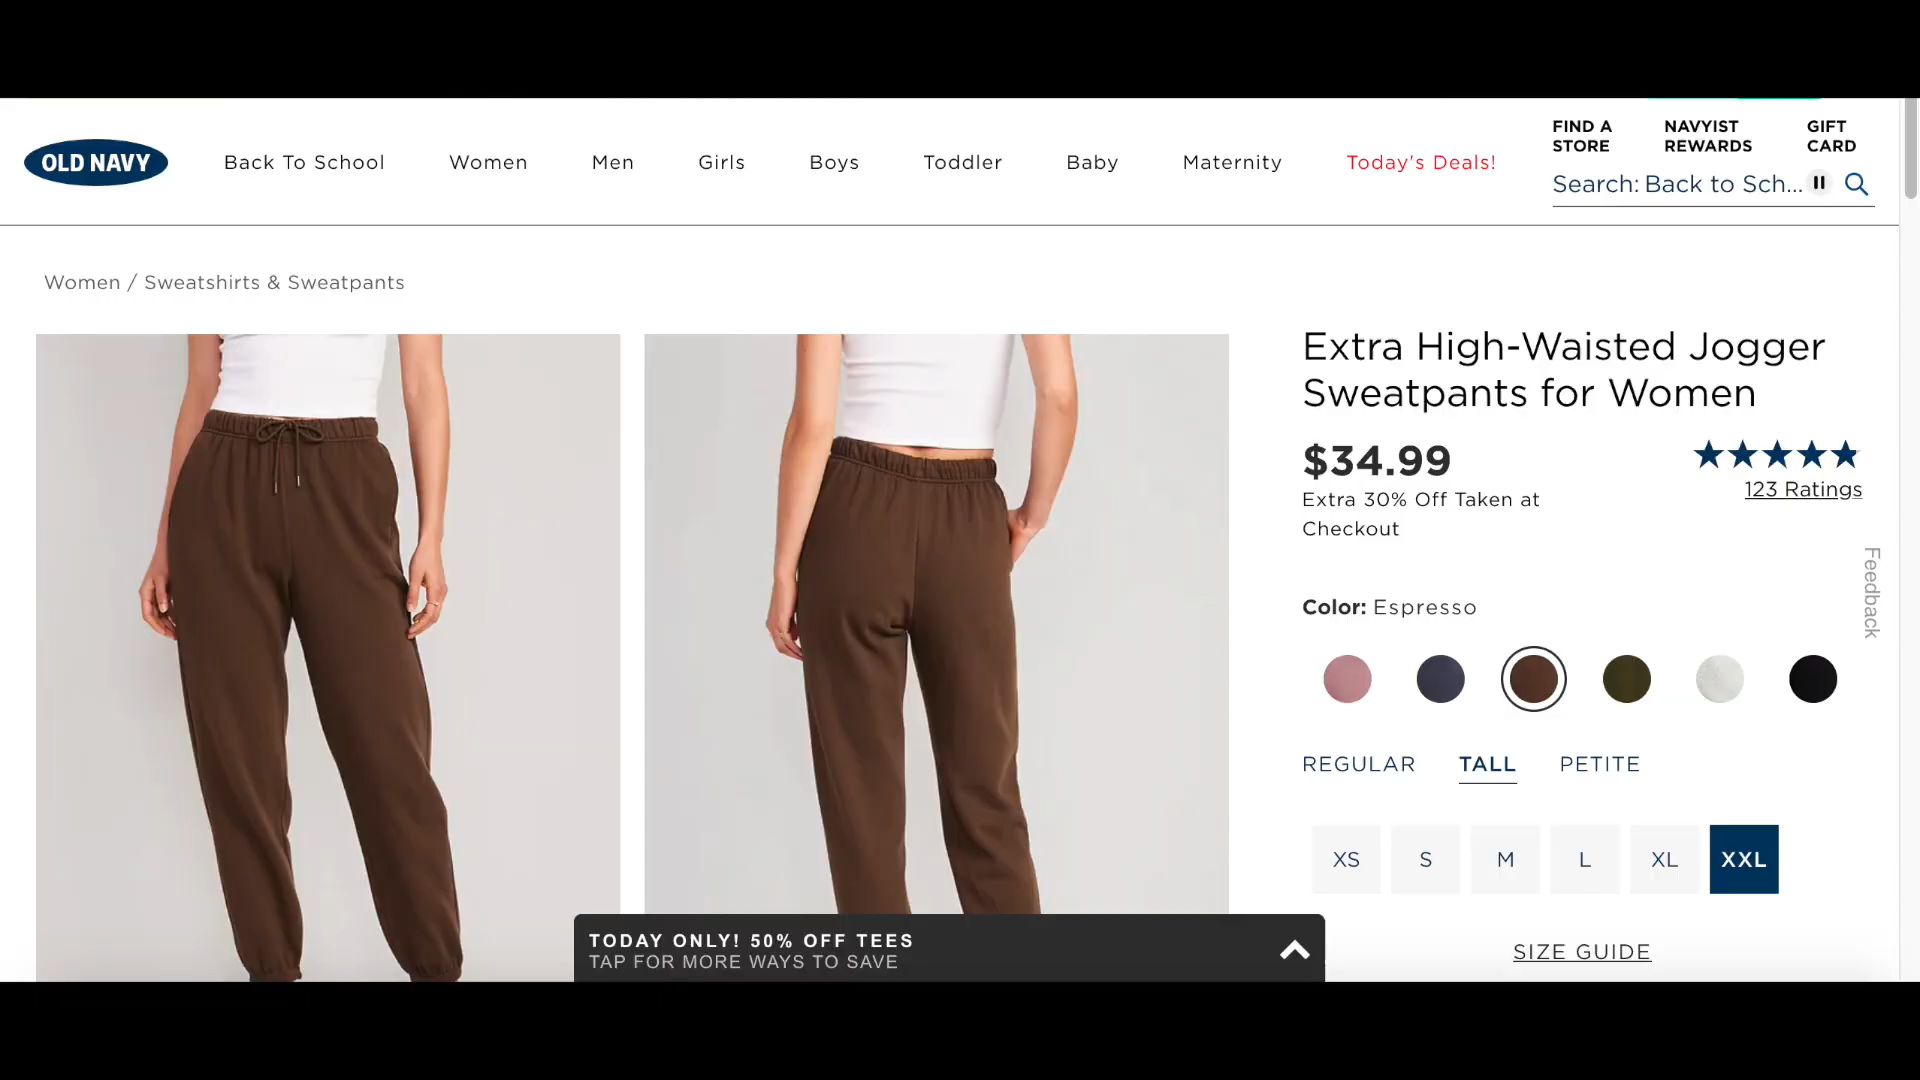 OLD NAVY
Back To School
Women
Men
Girls
Boys
Toddler
Baby
Maternity
Today's Deals!
FIND A
STORE
NAVYIST
REWARDS
GIFT
CARD
Search: Back to Sch...
Women / Sweatshirts & Sweatpants
Extra High-Waisted Jogger
Sweatpants for Women
$34.99
Extra 30% Off Taken at
Checkout
123 Ratings
Feedback
Color: Espresso
REGULAR
TALL
PETITE
XS
S
M
L
XL
XXL
SIZE GUIDE
TODAY ONLY! 50% OFF TEES
TAP FOR MORE WAYS TO SAVE